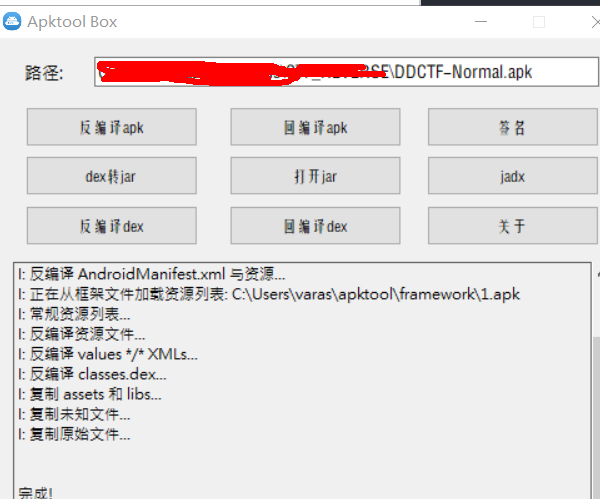 Apktool Box
路径:
\DDCTF-Normal.apk
反编译apk
回编译apk
签名
dex转jar
打开jar
jadx
反编译dex
回编译dex
关于
I: 反编译 AndroidManifest.xml 与资源...
I: 正在从框架文件加载资源列表: C:\Users\varas\apktool\framework\1.apk
I: 常规资源列表...
I: 反编译资源文件...
I: 反编译 values */* XMLs...
I: 反编译 classes.dex...
I: 复制 assets 和 libs...
I: 复制未知文件...
I: 复制原始文件...
完成!